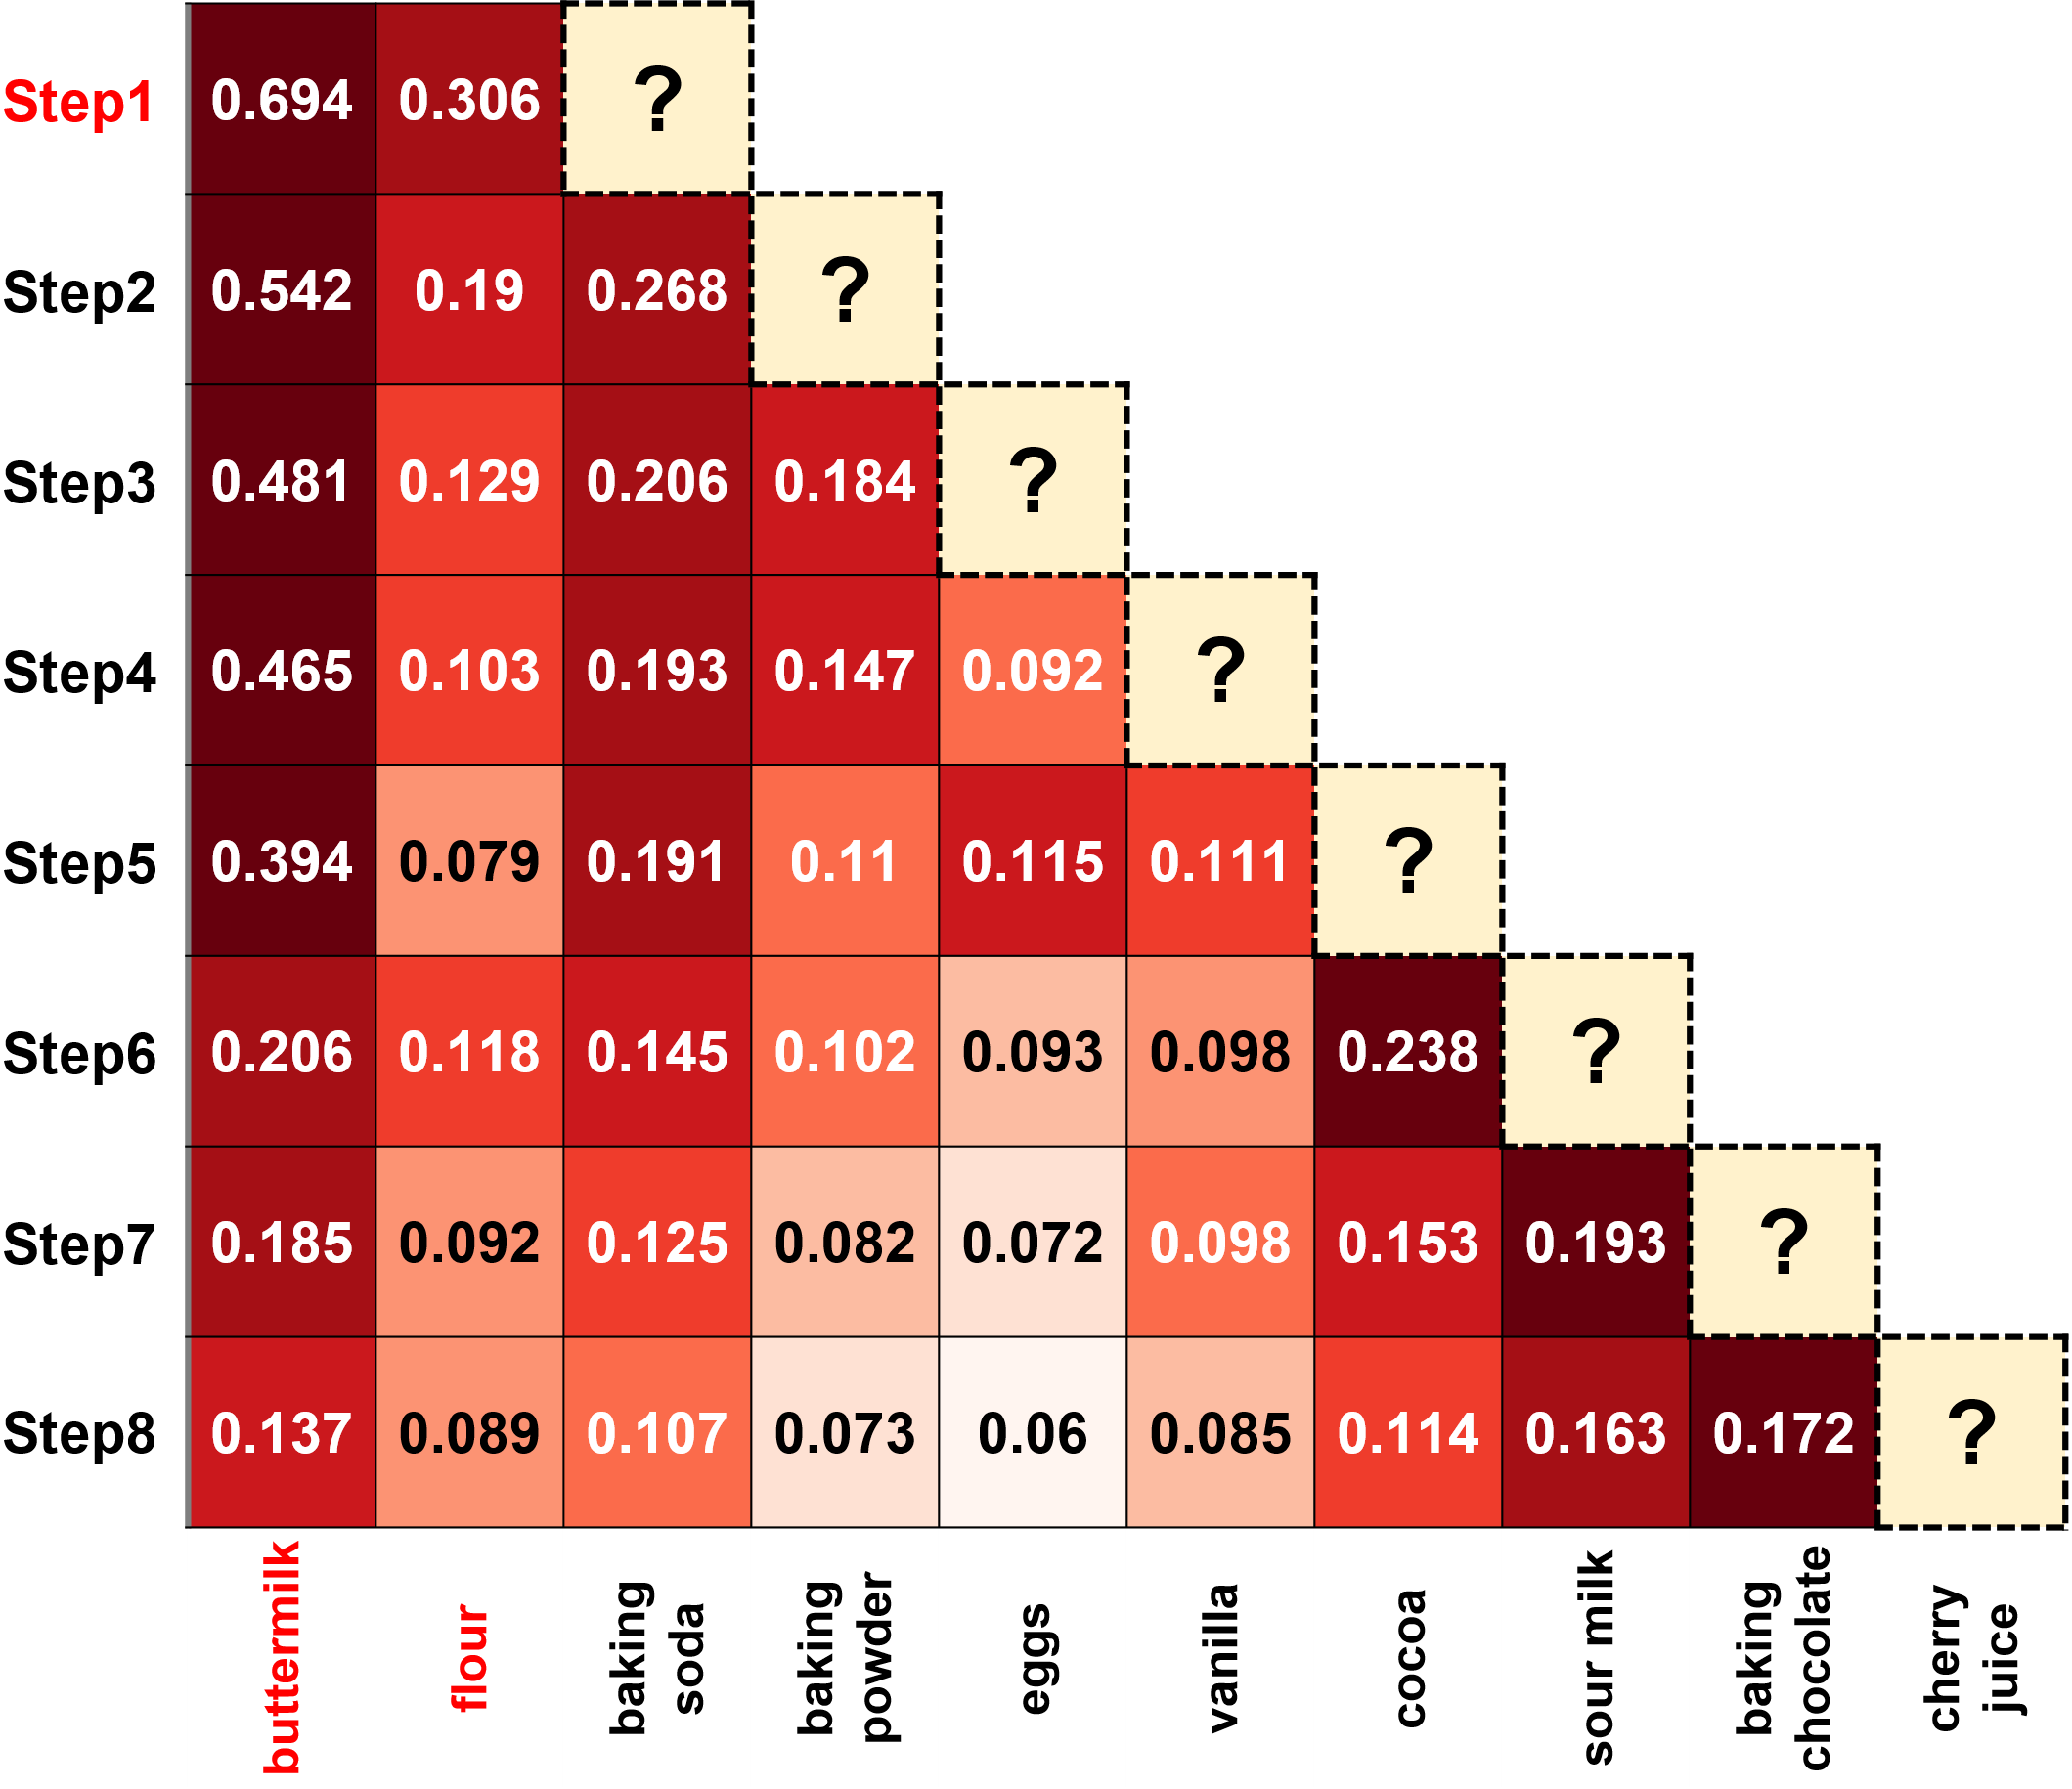 Step1 0.694 0.306 ?
Step2 0.542 0.19 0.268 ?
Step3 0.481 0.129 0.206 0.184 ?
Step4 0.465 0.103 0.193 0.147 0.092 ?
Step5 0.394 0.079 0.191 0.11 0.115 0.111 ?
Step6 0.206 0.118 0.145 0.102 0.093 0.098 0.238 ?
Step7 0.185 0.092 0.125 0.082 0.072 0.098 0.153 0.193 ?
Step8 0.137 0.089 0.107 0.073 0.06 0.085 0.114 0.163 0.172 ?
buttermilk
flour
baking
soda
baking
powder
eggs
vanilla
cocoa
sour milk
baking
chocolate
cherry
juice